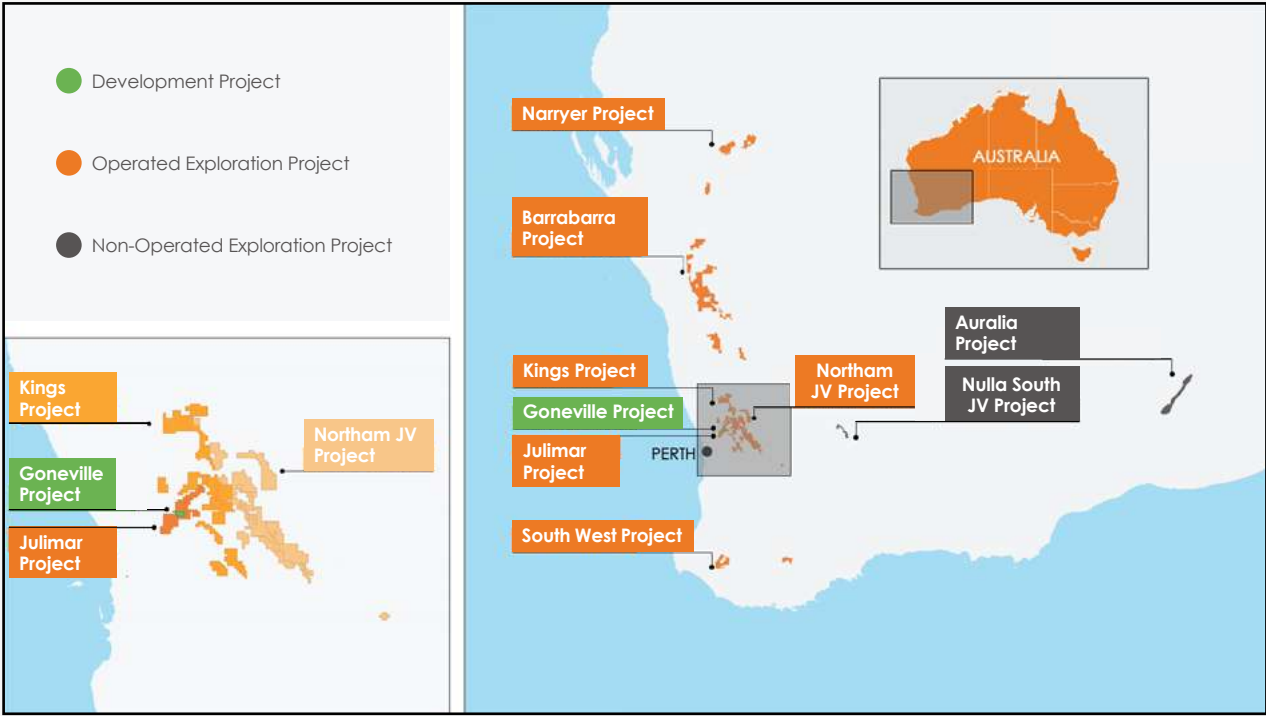 Development Project
Operated Exploration Project
Non-Operated Exploration Project
Kings
Project
Northam JV
Project
Goneville
Project
Julimar
Project
Narryer Project
Barrabarra
Project
Kings Project
Goneville Project
Julimar
Project
PERTH
Northam
JV Project
South West Project
AUSTRALIA
Auralia
Project
Nulla South
JV Project